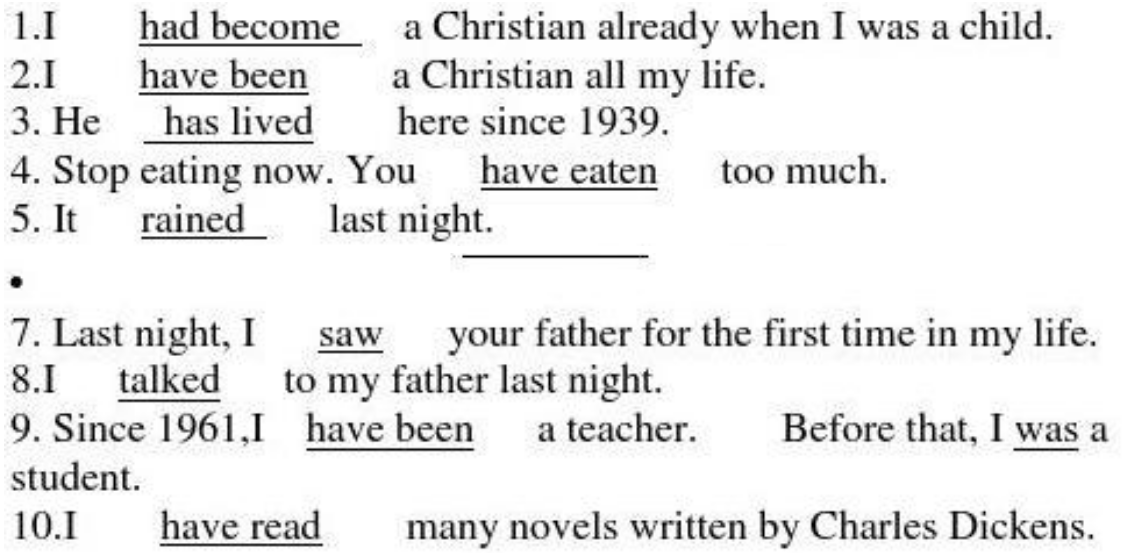 1.I had become a Christian already when I was a child.
2.I have been a Christian all my life.
3. He has lived here since 1939.
4. Stop eating now. You have eaten too much.
5. It rained last night.
•
7. Last night, I saw your father for the first time in my life.
8.I talked to my father last night.
9. Since 1961,I have been a teacher. Before that, I was a
student.
10.I have read many novels written by Charles Dickens.